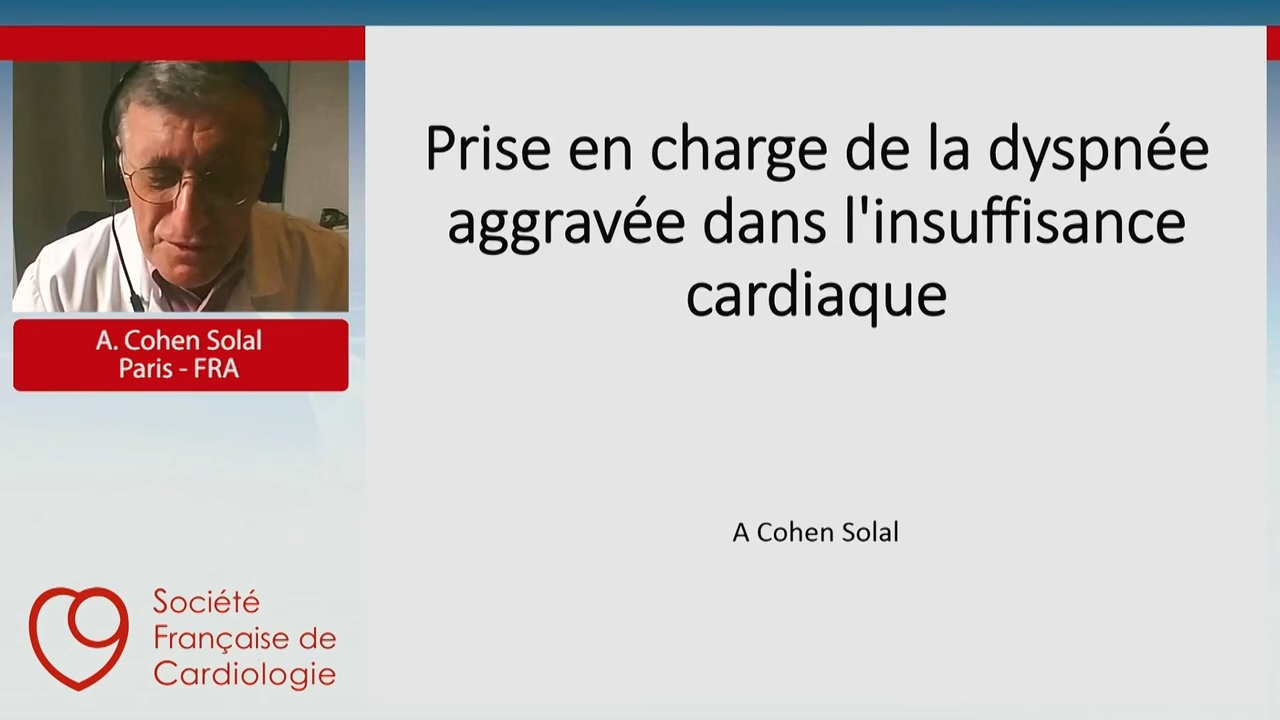 A. Cohen Solal
Paris - FRA
Société
Française de
Cardiologie
Prise en charge de la dyspnée
aggravée dans l'insuffisance
cardiaque
A Cohen Solal